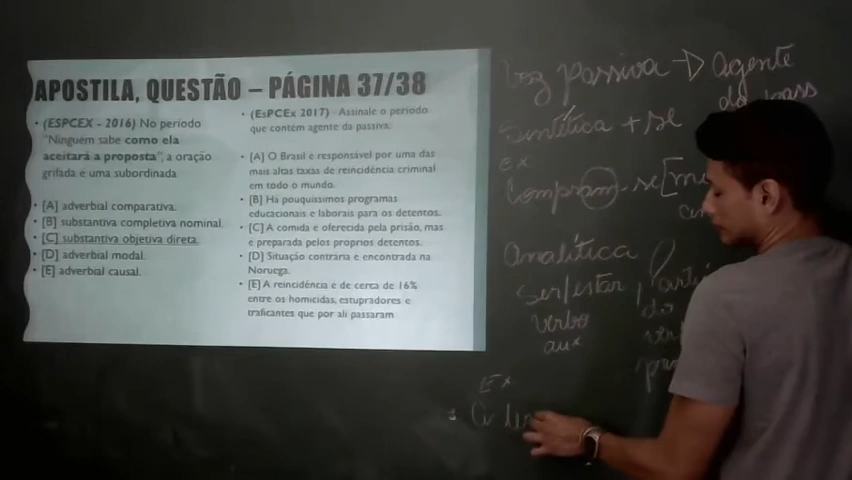 APOSTILA, QUESTÃO – PÁGINA 37/38
• (ESPCEX - 2016) No período
"Ninguém sabe como ela
aceitará a proposta", a oração
grifada é uma subordinada
• [A] adverbial comparativa.
• [B] substantiva completiva nominal.
• [C] substantiva objetiva direta.
• [D] adverbial modal.
• [E] adverbial causal.
• (EsPCEx 2017) Assinale o período
que contém agente da passiva.
• [A] O Brasil é responsável por uma das
mais altas taxas de reincidência criminal
em todo o mundo.
• [B] Há pouquíssimos programas
educacionais e laborais para os detentos.
• [C] A comida é oferecida pela prisão, mas
é preparada pelos próprios detentos.
• [D] Situação contrária é encontrada na
Noruega.
• [E] A reincidência é de cerca de 16%
entre os homicidas, estupradores e
traficantes que por ali passaram
Voz passiva → Agente
da pass
Sintética + se
Ex
Compram-se
Analítica
Ser/estar
do
verbo
aux
Ex